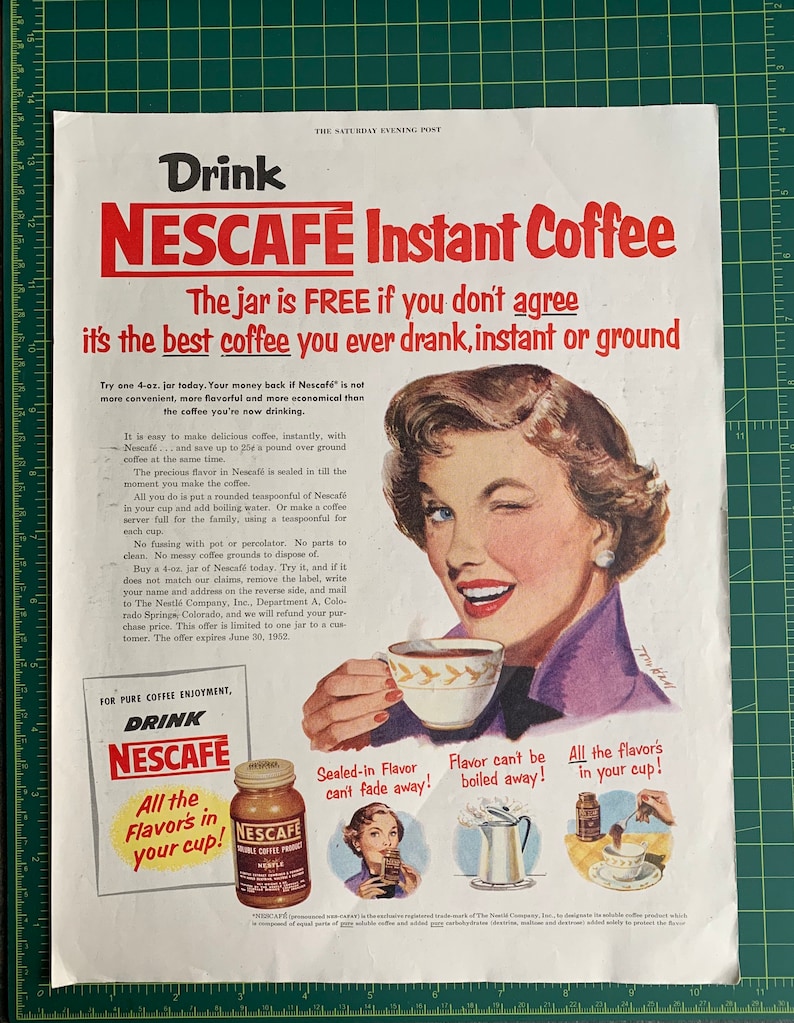 THE SATURDAY EVENING POST
Drink
NESCAFÉ Instant Coffee
The jar is FREE if you don't agree
it's the best coffee you ever drank, instant or ground
Try one 4-oz. jar today. Your money back if Nescafé* is not
more convenient, more flavorful and more economical than
the coffee you're now drinking.
It is easy to make delicious coffee, instantly, with
Nescafé . . . and save up to 25¢ a pound over ground
coffee at the same time.
The precious flavor in Nescafé is sealed in till the
moment you make the coffee.
All you do is put a rounded teaspoonful of Nescafé
in your cup and add boiling water. Or make a coffee
server full for the family, using a teaspoonful for
each cup.
No fussing with pot or percolator. No parts to
clean. No messy coffee grounds to dispose of.
Buy a 4-oz. jar of Nescafé today. Try it, and if it
does not match our claims, remove the label, write
your name and address on the reverse side, and mail
to The Nestlé Company, Inc., Department A, Colo-
rado Springs, Colorado, and we will refund your pur-
chase price. This offer is limited to one jar to a cus-
tomer. The offer expires June 30, 1952.
FOR PURE COFFEE ENJOYMENT,
DRINK
NESCAFÉ
All the
Flavor's in
your cup!
NESCAFÉ
SOLUBLE COFFEE PRODUCT
NESTLÉ
Sealed-in Flavor
can't fade away!
Flavor can't be
boiled away!
All the flavor's
in your cup!
*NESCAFÉ (pronounced NES-CAFAY) is the exclusive registered trade-mark of The Nestlé Company, Inc., to designate its soluble coffee product which
is composed of equal parts of pure soluble coffee and added pure carbohydrates (dextrins, maltose and dextrose) added solely to protect the flavor